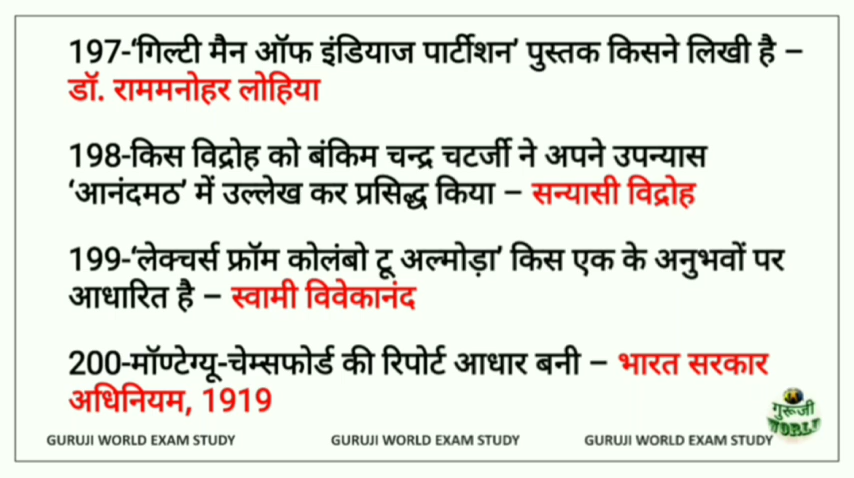 197-‘गिल्टी मैन ऑफ इंडियाज पार्टीशन’ पुस्तक किसने लिखी है –
डॉ. राममनोहर लोहिया
198-किस विद्रोह को बंकिम चन्द्र चटर्जी ने अपने उपन्यास
‘आनंदमठ’ में उल्लेख कर प्रसिद्ध किया – सन्यासी विद्रोह
199-‘लेक्चर्स फ्रॉम कोलंबो टू अल्मोड़ा’ किस एक के अनुभवों पर
आधारित है – स्वामी विवेकानंद
200-मॉण्टेग्यू-चेम्सफोर्ड की रिपोर्ट आधार बनी – भारत सरकार
अधिनियम, 1919
गुरूजी
WORLD
GURUJI WORLD EXAM STUDY GURUJI WORLD EXAM STUDY GURUJI WORLD EXAM STUDY